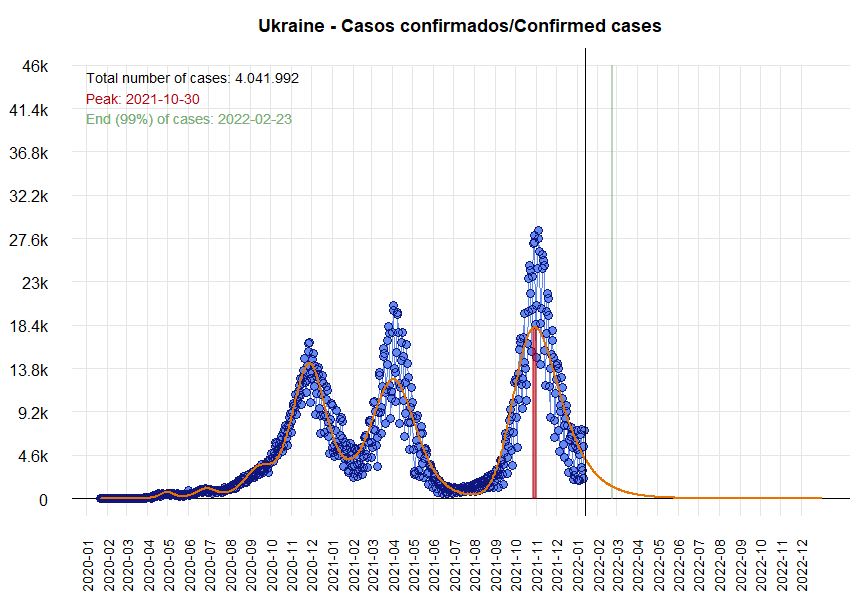 Ukraine - Casos confirmados/Confirmed cases
46k
Total number of cases: 4.041.992
Peak: 2021-10-30
41.4k
End (99%) of cases: 2022-02-23
36.8k
32.2k
27.6k
23k
18.4k
13.8k
9.2k
4.6k
0
2020-01
2020-02
2020-03
2020-04
2020-05
2020-06
2020-07
2020-08
2020-09
2020-10
2020-11
2020-12
2021-01
2021-02
2021-03
2021-04
2021-05
2021-06
2021-07
2021-08
2021-09
2021-10
2021-11
2021-12
2022-01
2022-02
2022-03
2022-04
2022-05
2022-06
2022-07
2022-08
2022-09
2022-10
2022-11
2022-12